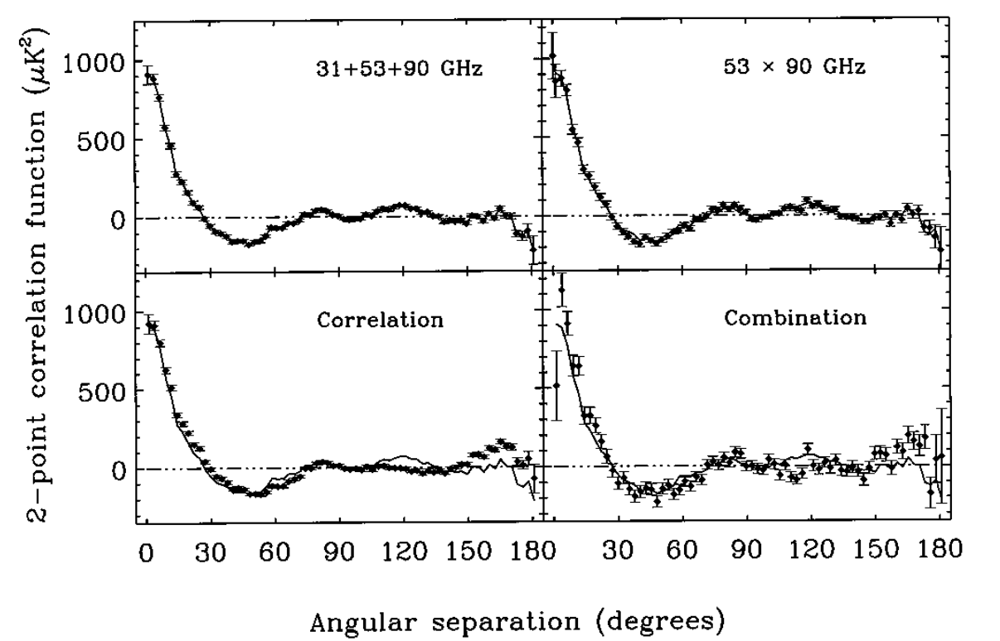 2-point correlation function (μK²)
1000
500
0
31+53+90 GHz
53 × 90 GHz
1000
500
0
Correlation
Combination
0 30 60 90 120 150 180 30 60 90 120 150 180
Angular separation (degrees)